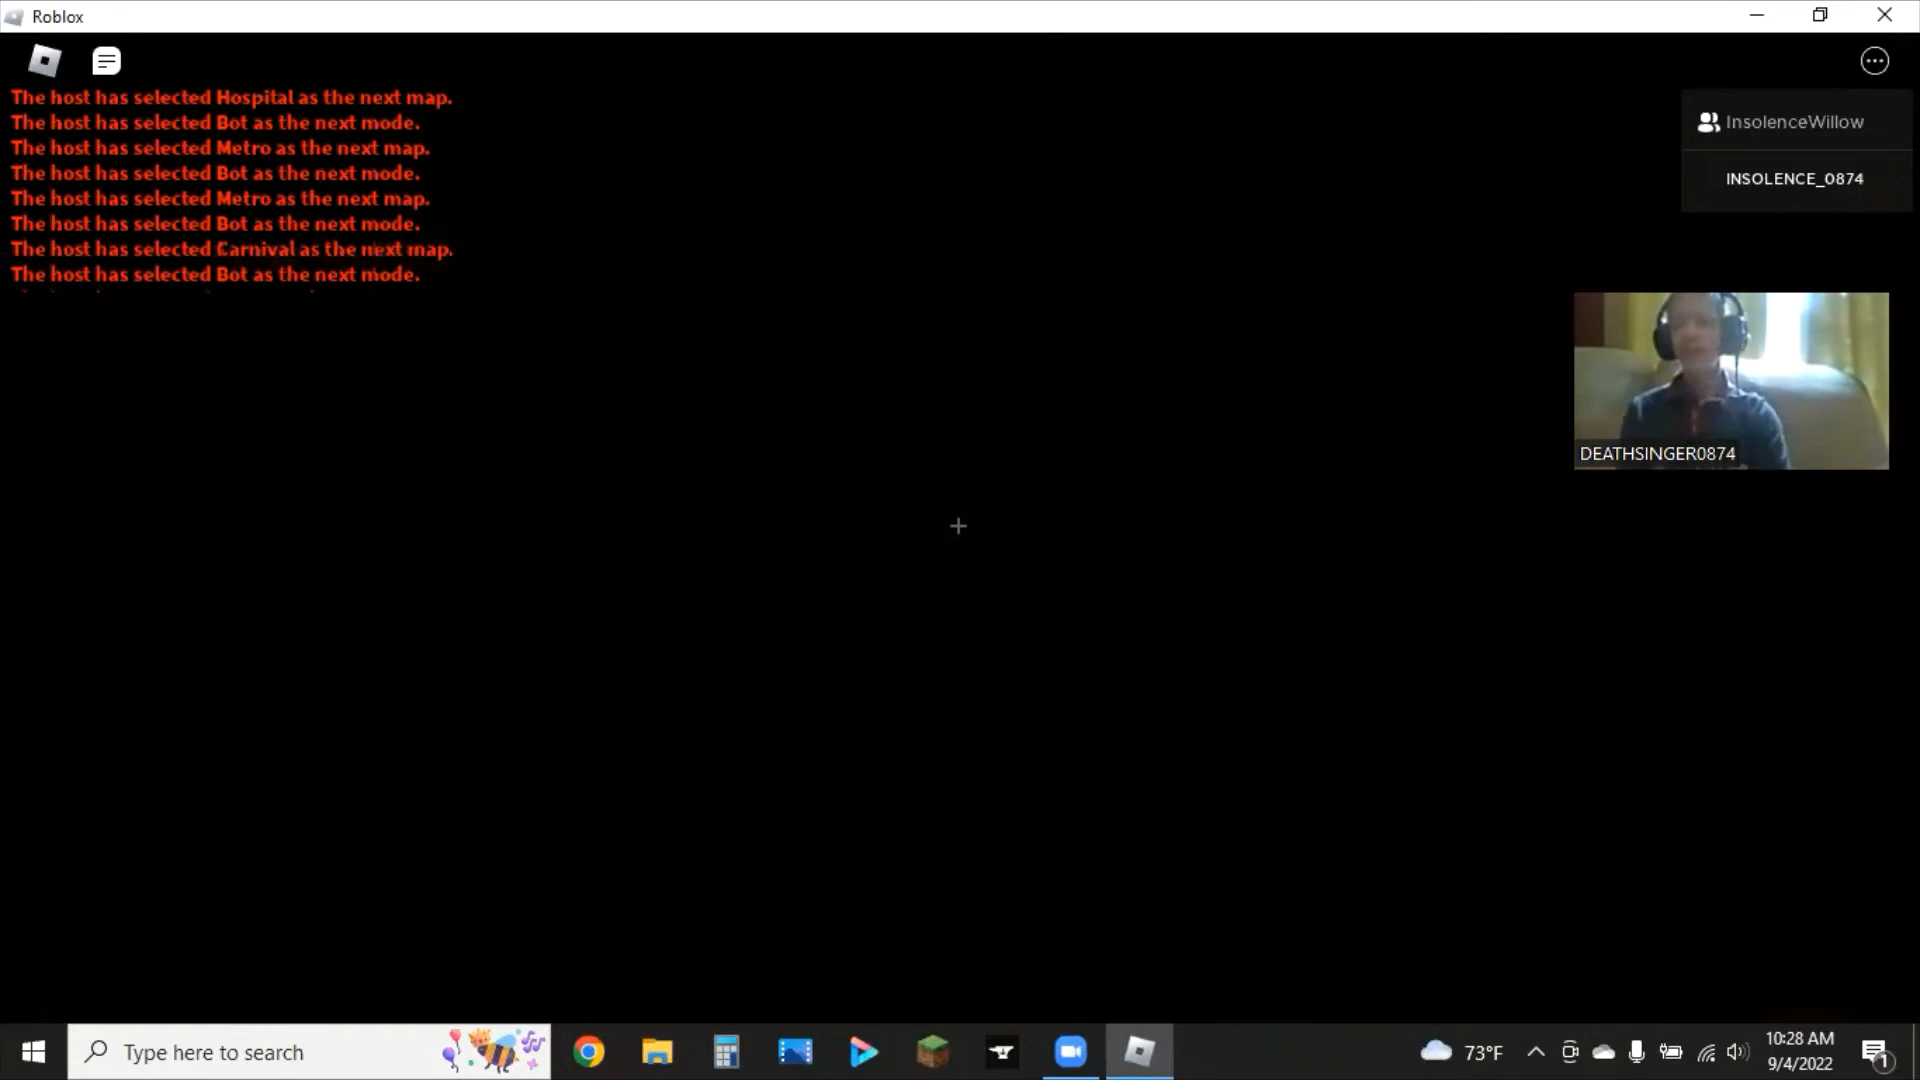 Roblox
The host has selected Hospital as the next map.
The host has selected Bot as the next mode.
The host has selected Metro as the next map.
The host has selected Bot as the next mode.
The host has selected Metro as the next map.
The host has selected Bot as the next mode.
The host has selected Carnival as the next map.
The host has selected Bot as the next mode.
InsolenceWillow
INSOLENCE_0874
DEATHSINGER0874
Type here to search
73°F
10:28 AM
9/4/2022
1